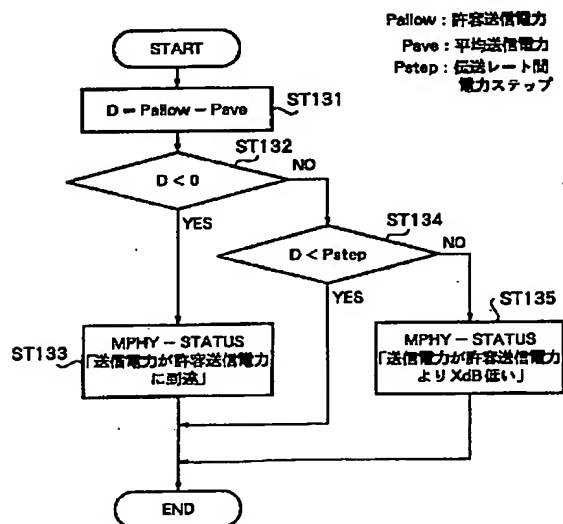 Pallow：許容送信電力
Pave：平均送信電力
Pstep：伝送レート間
電力ステップ
START
ST131
D＝Pallow－Pave
ST132
D < 0
NO
YES
ST134
D < Pstep
NO
YES
ST133
MPHY－STATUS
「送信電力が許容送信電力
に到達」
ST135
MPHY－STATUS
「送信電力が許容送信電力
よりXdB低い」
END